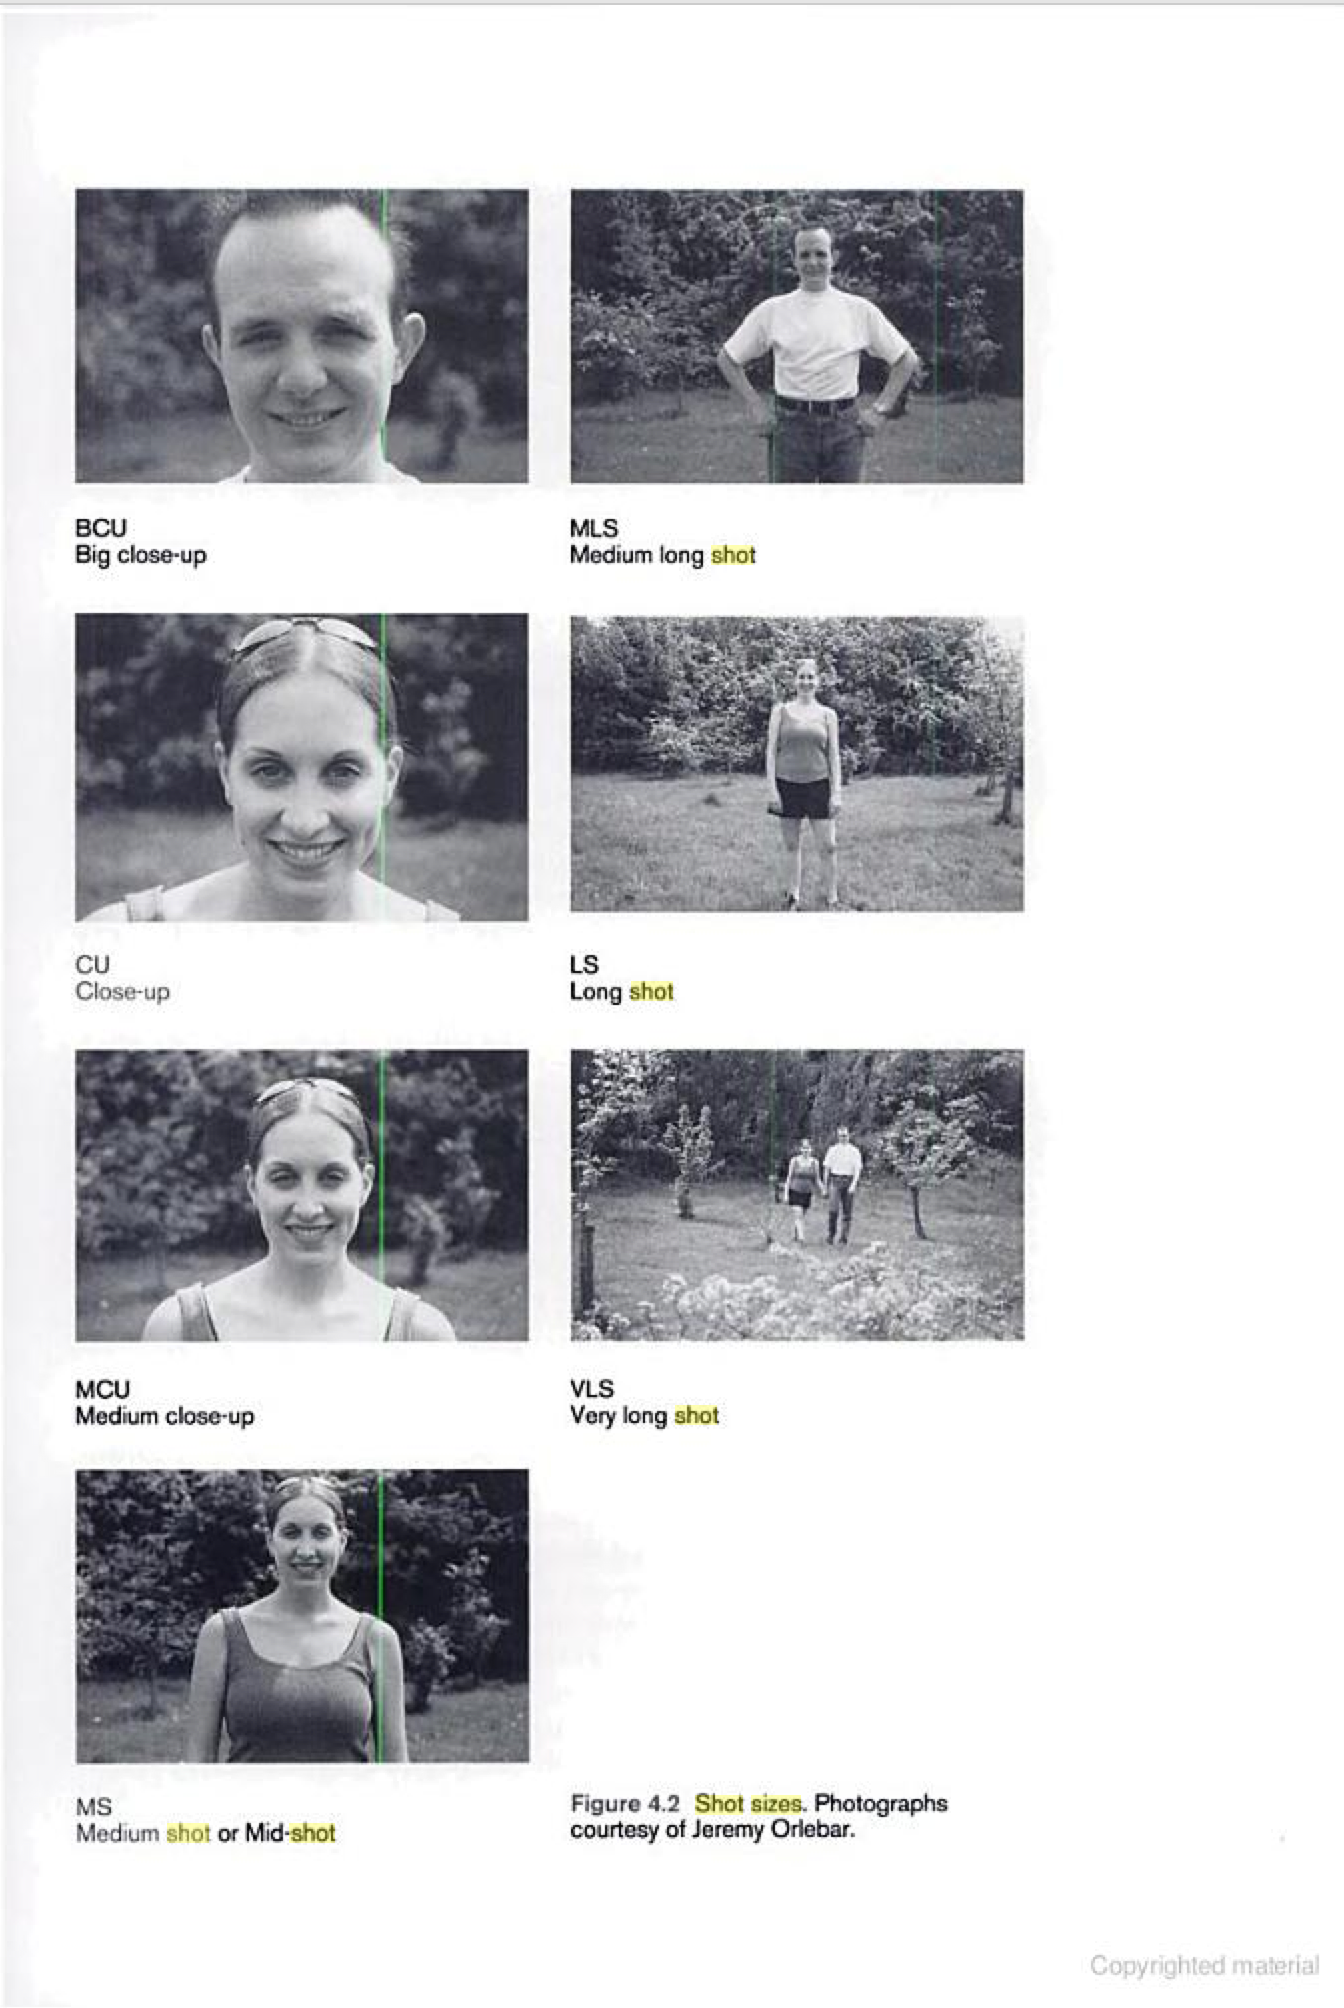 BCU
Big close-up
MLS
Medium long shot
CU
Close-up
LS
Long shot
MCU
Medium close-up
VLS
Very long shot
MS
Medium shot or Mid-shot
Figure 4.2 Shot sizes. Photographs
courtesy of Jeremy Orlebar.
Copyrighted material